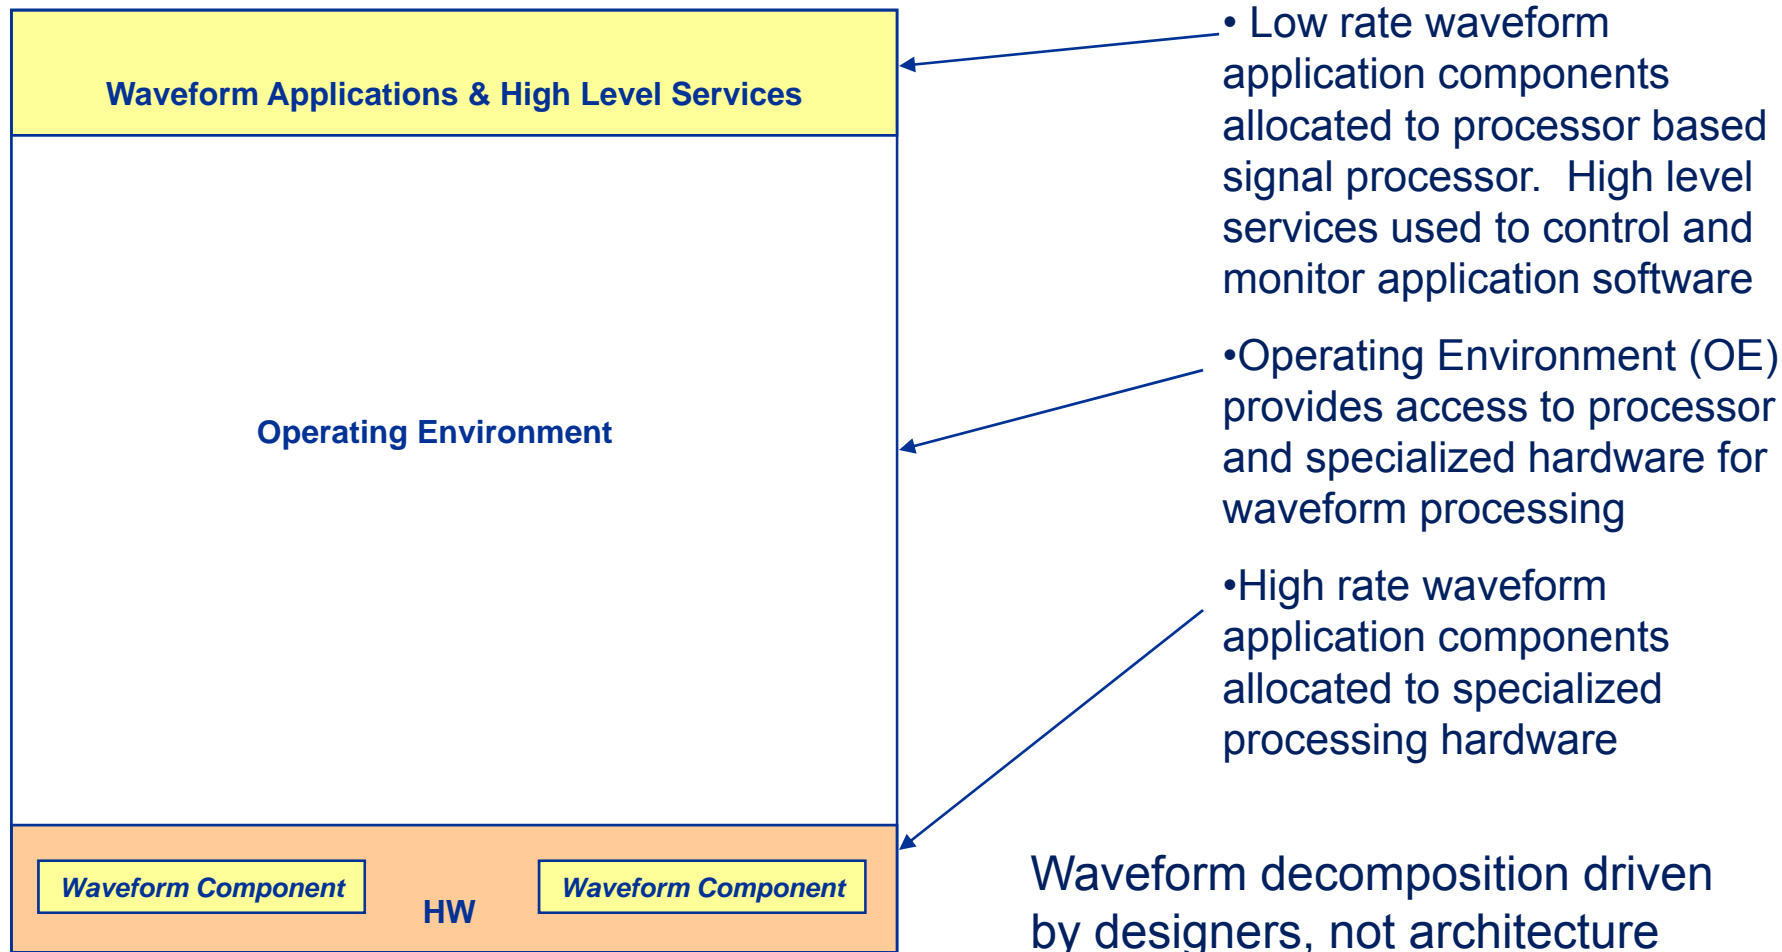 Waveform Applications & High Level Services
Operating Environment
Waveform Component
HW
Waveform Component
• Low rate waveform
application components
allocated to processor based
signal processor.  High level
services used to control and
monitor application software
•Operating Environment (OE)
provides access to processor
and specialized hardware for
waveform processing
•High rate waveform
application components
allocated to specialized
processing hardware
Waveform decomposition driven
by designers, not architecture